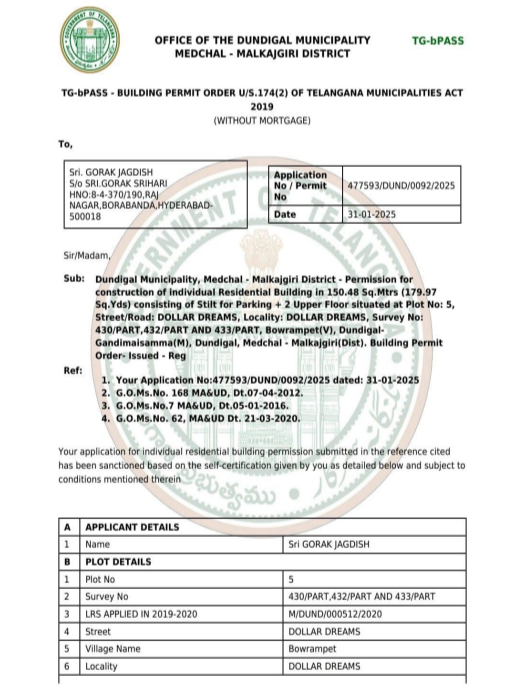 OFFICE OF THE DUNDIGAL MUNICIPALITY
MEDCHAL - MALKAJGIRI DISTRICT
TG-bPASS
TG-bPASS - BUILDING PERMIT ORDER U/S.174(2) OF TELANGANA MUNICIPALITIES ACT
2019
(WITHOUT MORTGAGE)
To,
Sri. GORAK JAGDISH
S/o SRI.GORAK SRIHARI
HNO:8-4-370/190,RAJ
NAGAR,BORABANDA,HYDERABAD-
500018
Application
No / Permit
No
477593/DUND/0092/2025
Date
31-01-2025
Sir/Madam,
Sub: Dundigal Municipality, Medchal - Malkajgiri District - Permission for
construction of Individual Residential Building in 150.48 Sq.Mtrs (179.97
Sq.Yds) consisting of Stilt for Parking + 2 Upper Floor situated at Plot No: 5,
Street/Road: DOLLAR DREAMS, Locality: DOLLAR DREAMS, Survey No:
430/PART,432/PART AND 433/PART, Bowrampet(V), Dundigal-
Gandimaisamma(M), Dundigal, Medchal - Malkajgiri(Dist). Building Permit
Order- Issued - Reg
Ref:
1. Your Application No:477593/DUND/0092/2025 dated: 31-01-2025
2. G.O.Ms.No. 168 MA&UD, Dt.07-04-2012.
3. G.O.Ms.No.7 MA&UD, Dt.05-01-2016.
4. G.O.Ms.No. 62, MA&UD Dt. 21-03-2020.
Your application for individual residential building permission submitted in the reference cited
has been sanctioned based on the self-certification given by you as detailed below and subject to
conditions mentioned therein
A APPLICANT DETAILS
1 Name Sri GORAK JAGDISH
B PLOT DETAILS
1 Plot No 5
2 Survey No 430/PART,432/PART AND 433/PART
3 LRS APPLIED IN 2019-2020 M/DUND/000512/2020
4 Street DOLLAR DREAMS
5 Village Name Bowrampet
6 Locality DOLLAR DREAMS